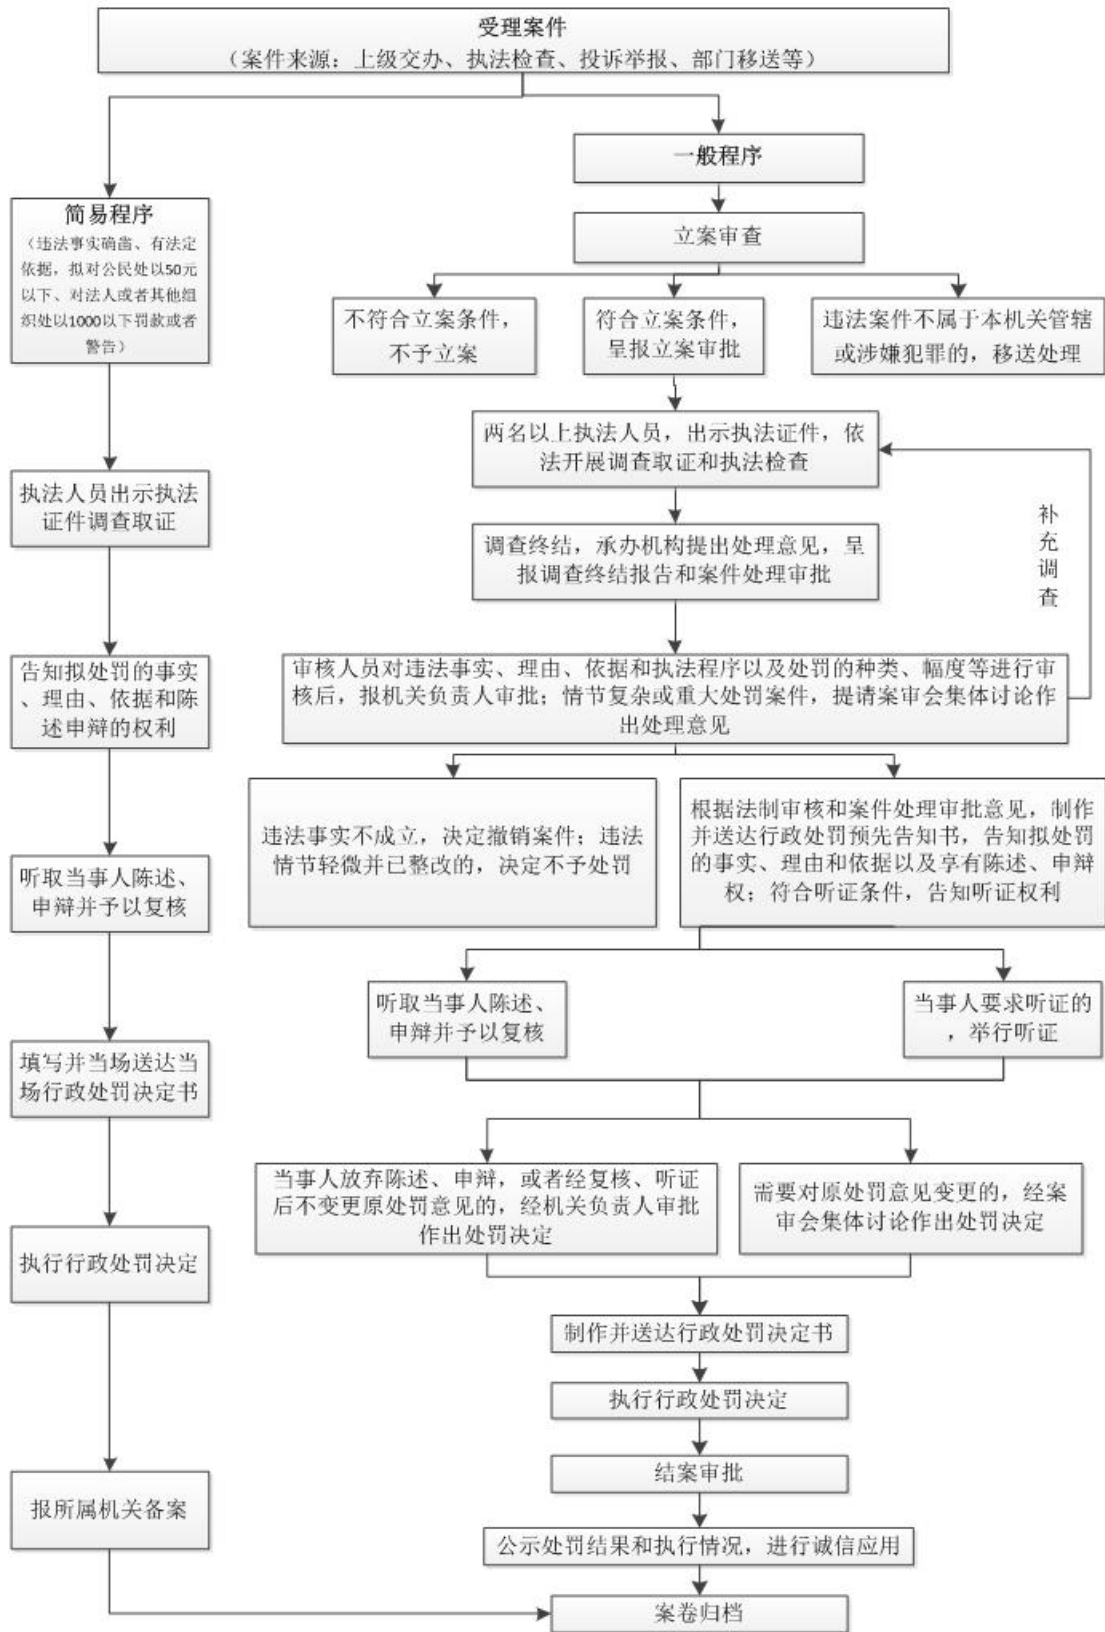 受理案件
（案件来源：上级交办、执法检查、投诉举报、部门移送等）
一般程序
简易程序
（违法事实确凿、有法定
依据，拟对公民处以50元
以下、对法人或者其他组
织处以1000以下罚款或者
警告）
立案审查
不符合立案条件，
不予立案
符合立案条件，
呈报立案审批
违法案件不属于本机关管辖
或涉嫌犯罪的，移送处理
两名以上执法人员，出示执法证件，依
法开展调查取证和执法检查
执法人员出示执法
证件调查取证
补
充
调
查
调查终结，承办机构提出处理意见，呈
报调查终结报告和案件处理审批
告知拟处罚的事实
、理由、依据和陈
述申辩的权利
审核人员对违法事实、理由、依据和执法程序以及处罚的种类、幅度等进行审
核后，报机关负责人审批；情节复杂或重大处罚案件，提请案审会集体讨论作
出处理意见
违法事实不成立，决定撤销案件；违法
情节轻微并已整改的，决定不予处罚
根据法制审核和案件处理审批意见，制作
并送达行政处罚预先告知书，告知拟处罚
的事实、理由和依据以及享有陈述、申辩
权；符合听证条件，告知听证权利
听取当事人陈述、
申辩并予以复核
听取当事人陈述、
申辩并予以复核
当事人要求听证的
，举行听证
填写并当场送达当
场行政处罚决定书
当事人放弃陈述、申辩，或者经复核、听证
后不变更原处罚意见的，经机关负责人审批
作出处罚决定
需要对原处罚意见变更的，经案
审会集体讨论作出处罚决定
执行行政处罚决定
制作并送达行政处罚决定书
执行行政处罚决定
结案审批
报所属机关备案
公示处罚结果和执行情况，进行诚信应用
案卷归档